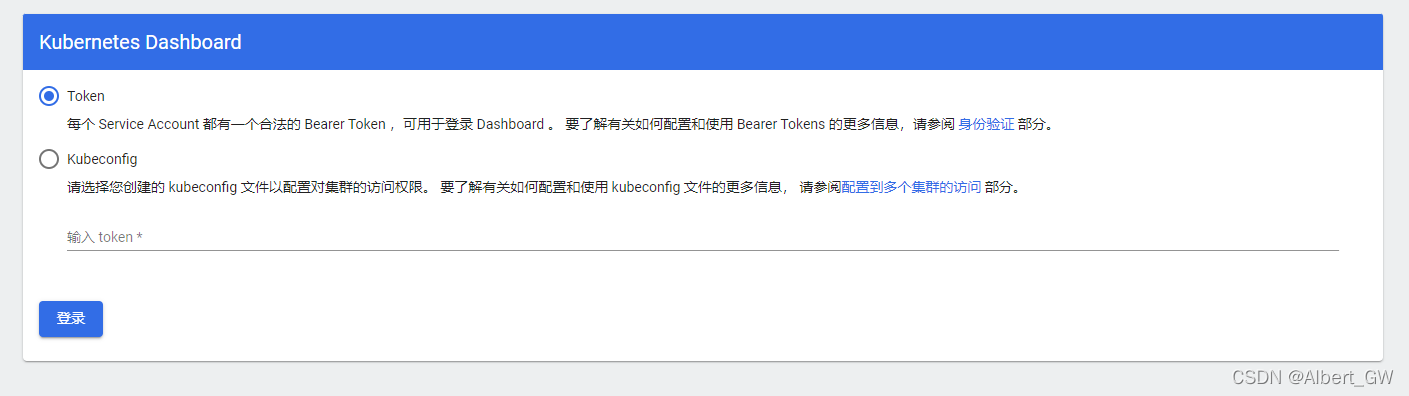 Kubernetes Dashboard
Token
每个 Service Account 都有一个合法的 Bearer Token ，可用于登录 Dashboard 。 要了解有关如何配置和使用 Bearer Tokens 的更多信息，请参阅 身份验证 部分。
Kubeconfig
请选择您创建的 kubeconfig 文件以配置对集群的访问权限。 要了解有关如何配置和使用 kubeconfig 文件的更多信息， 请参阅配置到多个集群的访问 部分。
输入 token *
登录
CSDN @Albert_GW